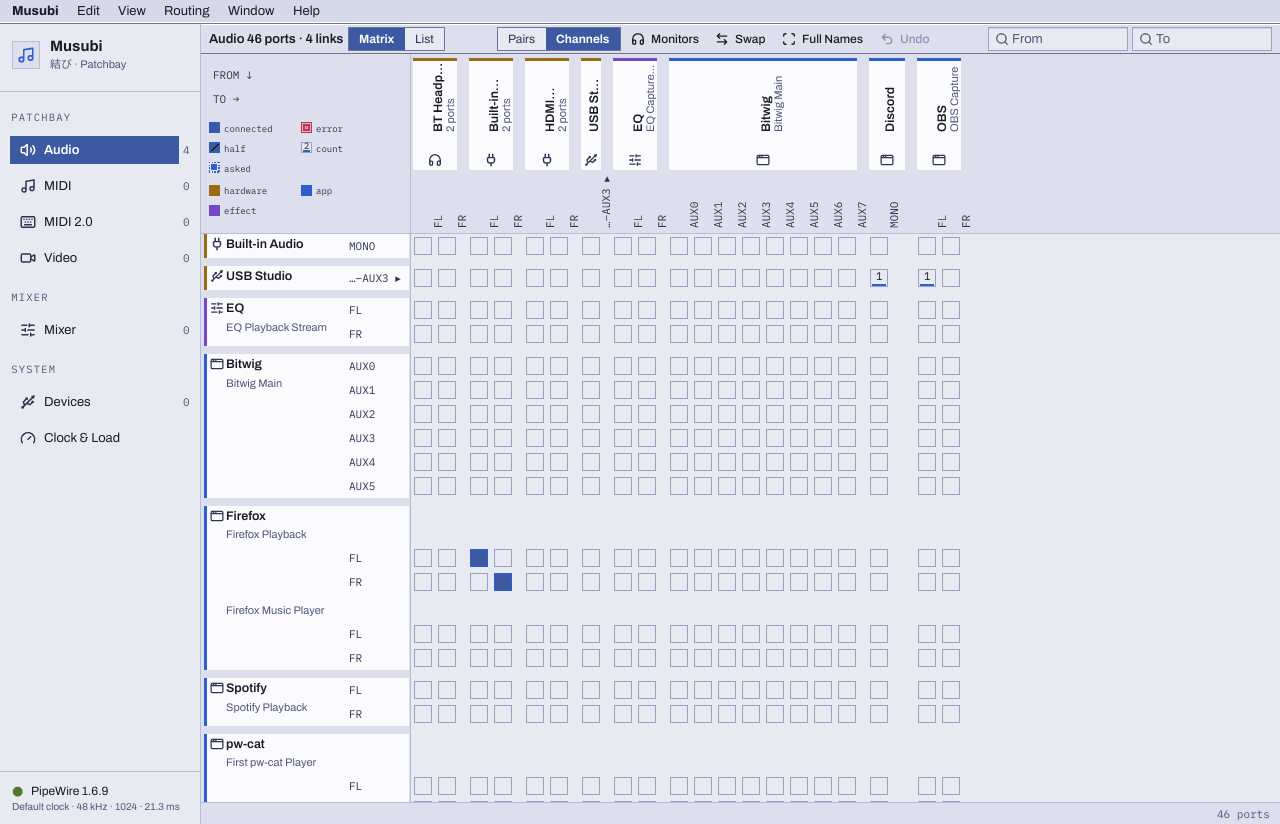 Musubi Edit View Routing Window Help
Musubi
結び · Patchbay
PATCHBAY
Audio 4
MIDI 0
MIDI 2.0 0
Video 0
MIXER
Mixer 0
SYSTEM
Devices 0
Clock & Load
PipeWire 1.6.9
Default clock · 48 kHz · 1024 · 21.3 ms
Audio 46 ports · 4 links Matrix List Pairs Channels Monitors Swap Full Names Undo From To
FROM ↓
TO →
connected error
half 2 count
asked
hardware app
effect
BT Headp…
2 ports
Built-in…
2 ports
HDMI…
2 ports
USB St…
EQ
EQ Capture…
Bitwig
Bitwig Main
Discord
OBS
OBS Capture
FL FR FL FR FL FR …–AUX3 ▸ FL FR AUX0 AUX1 AUX2 AUX3 AUX4 AUX5 AUX6 AUX7 MONO FL FR
Built-in Audio MONO
USB Studio …–AUX3 ▸ 1 1
EQ FL
EQ Playback Stream FR
Bitwig AUX0
Bitwig Main AUX1
AUX2
AUX3
AUX4
AUX5
Firefox
Firefox Playback
FL
FR
Firefox Music Player
FL
FR
Spotify FL
Spotify Playback FR
pw-cat
First pw-cat Player
FL
46 ports